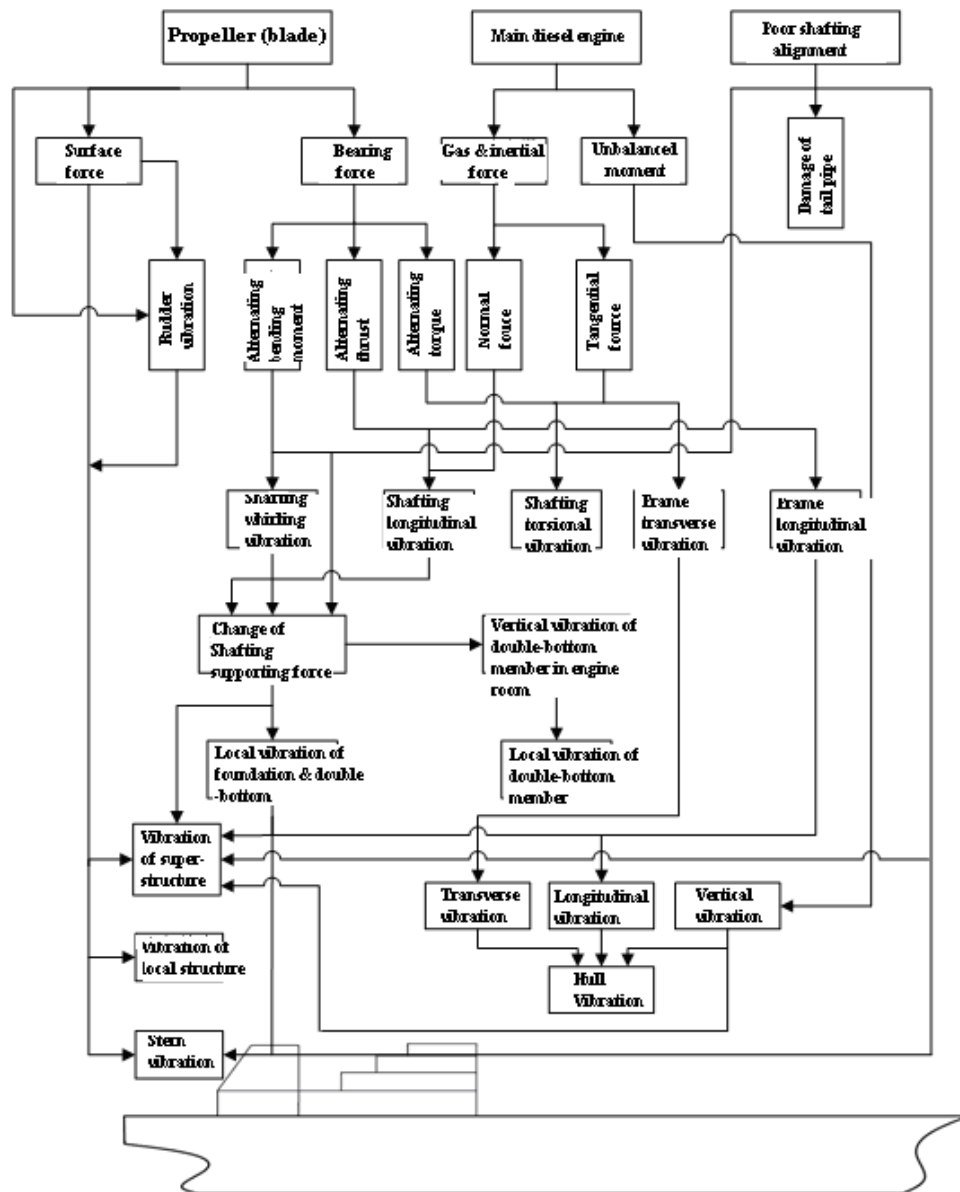 Propeller (blade)
Main diesel engine
Poor shafting
alignment
Surface
force
Bearing
force
Gas & inertial
force
Unbalanced
moment
Damage of
tail pipe
Rudder
vibration
Alternating
bending
moment
Alternating
thrust
Alternating
torque
Normal
fouce
Tangential
fource
Shafting
whirling
vibration
Shafting
longitudinal
vibration
Shafting
torsional
vibration
Frame
transverse
vibration
Frame
longitudinal
vibration
Change of
Shafting
supporting force
Vertical vibration of
double-bottom
member in engine
room
Local vibration of
foundation & double
-bottom
Local vibration of
double-bottom
member
Vibration
of super-
structure
Transverse
vibration
Longitudinal
vibration
Vertical
vibration
Vibration of
local structure
Hull
Vibration
Stern
vibration